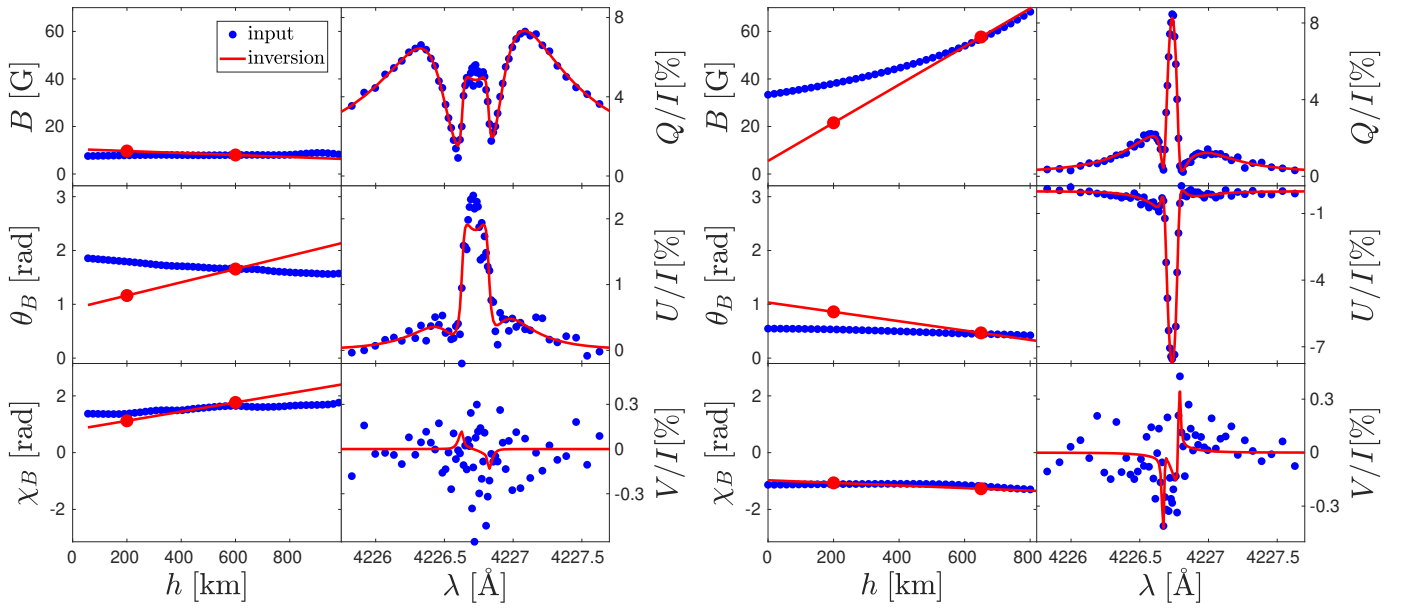 input
inversion
B [G]
60
40
20
0
Q/I[%]
8
4
0
θ_B [rad]
3
2
1
0
U/I[%]
2
1
0
χ_B [rad]
2
0
-2
V/I[%]
0.3
0
-0.3
0 200 400 600 800
h [km]
4226 4226.5 4227 4227.5
λ [Å]
B [G]
60
40
20
0
Q/I[%]
8
4
0
θ_B [rad]
3
2
1
0
U/I[%]
-1
-4
-7
χ_B [rad]
2
0
-2
V/I[%]
0.3
0
-0.3
0 200 400 600 800
h [km]
4226 4226.5 4227 4227.5
λ [Å]